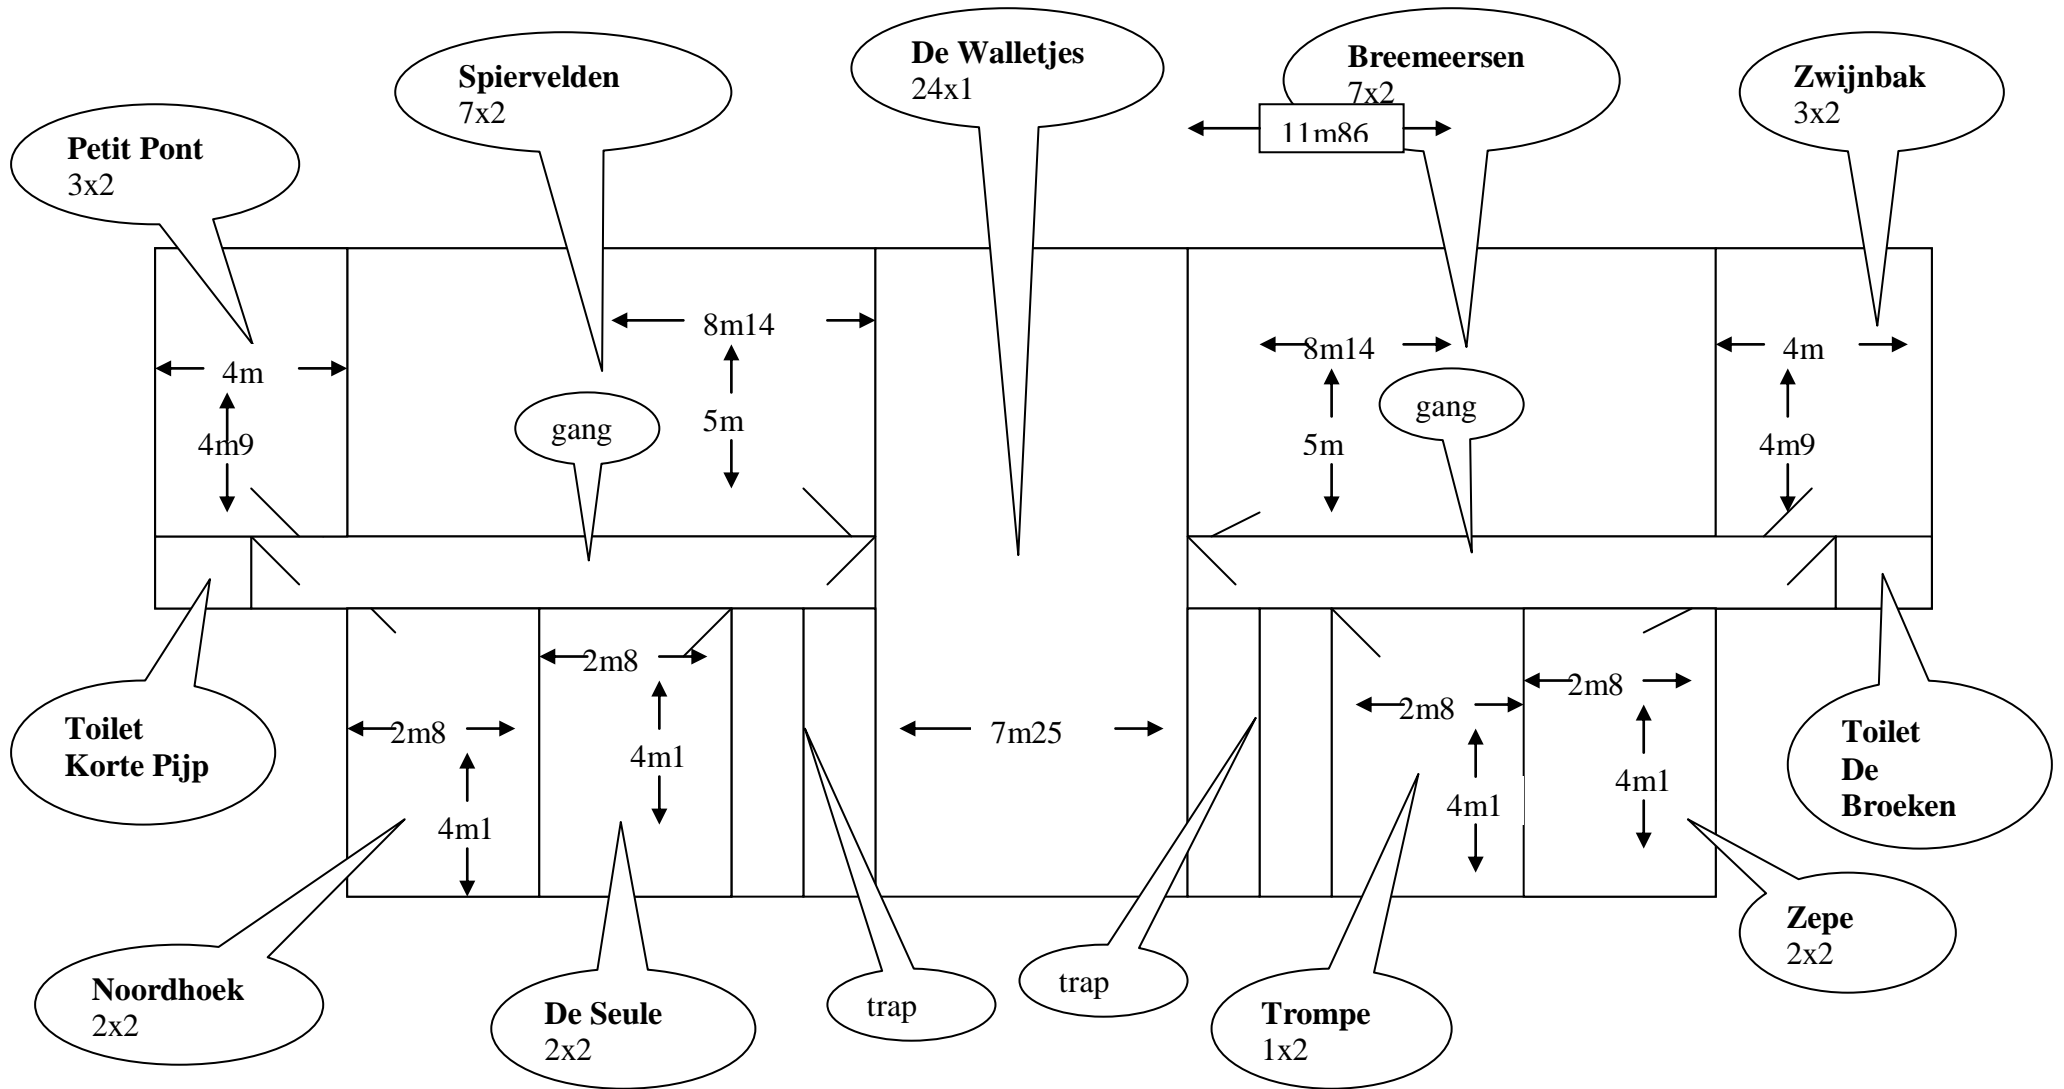 De Walletjes
24x1
Breemeersen
7x2
Spiervelden
7x2
Zwijnbak
3x2
11m86
Petit Pont
3x2
8m14
8m14
4m
4m
5m
gang
gang
5m
4m9
4m9
2m8
2m8
2m8
2m8
7m25
4m1
4m1
4m1
4m1
Toilet
Korte Pijp
Toilet
De
Broeken
Noordhoek
2x2
De Seule
2x2
trap
trap
Trompe
1x2
Zepe
2x2